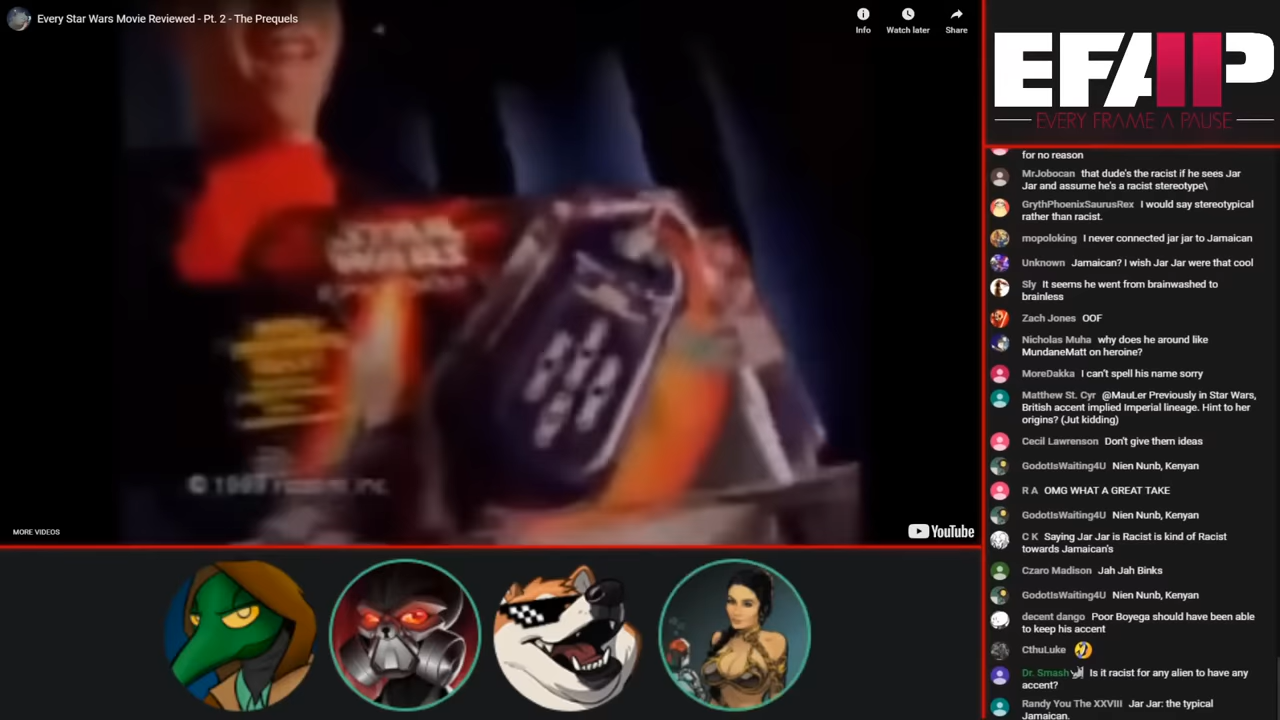 Every Star Wars Movie Reviewed - Pt. 2 - The Prequels
Info
Watch later
Share
STAR
WARS
MORE VIDEOS
YouTube
EFAP
EVERY FRAME A PAUSE
for no reason
MrJobocan that dude's the racist if he sees Jar
Jar and assume he's a racist stereotype\
GrythPhoenixSaurusRex I would say stereotypical
rather than racist.
mopoloking I never connected jar jar to Jamaican
Unknown Jamaican? I wish Jar Jar were that cool
Sly It seems he went from brainwashed to
brainless
Zach Jones OOF
Nicholas Muha why does he around like
MundaneMatt on heroine?
MoreDakka I can't spell his name sorry
Matthew St. Cyr @MauLer Previously in Star Wars,
British accent implied Imperial lineage. Hint to her
origins? (Jut kidding)
Cecil Lawrenson Don't give them ideas
GodotIsWaiting4U Nien Nunb, Kenyan
R A OMG WHAT A GREAT TAKE
GodotIsWaiting4U Nien Nunb, Kenyan
C K Saying Jar Jar is Racist is kind of Racist
towards Jamaican's
Czaro Madison Jah Jah Binks
GodotIsWaiting4U Nien Nunb, Kenyan
decent dango Poor Boyega should have been able
to keep his accent
CthuLuke 🤣
Dr. Smash Is it racist for any alien to have any
accent?
Randy You The XXVIII Jar Jar: the typical
Jamaican.